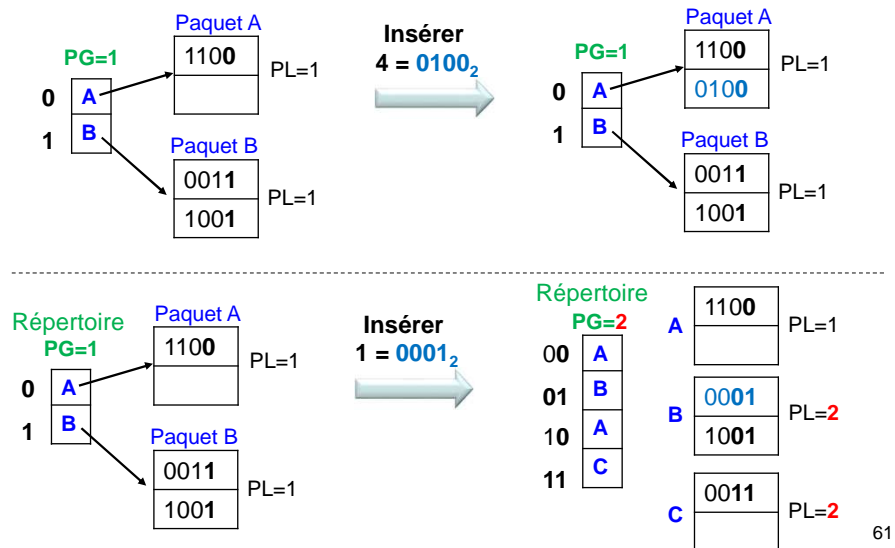 Paquet A
PG=1
1100
PL=1
0
A
1
B
Paquet B
0011
1001
PL=1
Insérer
4 = 0100₂
Paquet A
PG=1
1100
0100
PL=1
0
A
1
B
Paquet B
0011
1001
PL=1
Répertoire
PG=1
Paquet A
1100
PL=1
0
A
1
B
Paquet B
0011
1001
PL=1
Insérer
1 = 0001₂
Répertoire
PG=2
00
A
01
B
10
A
11
C
A
1100
PL=1
B
0001
1001
PL=2
C
0011
PL=2
61